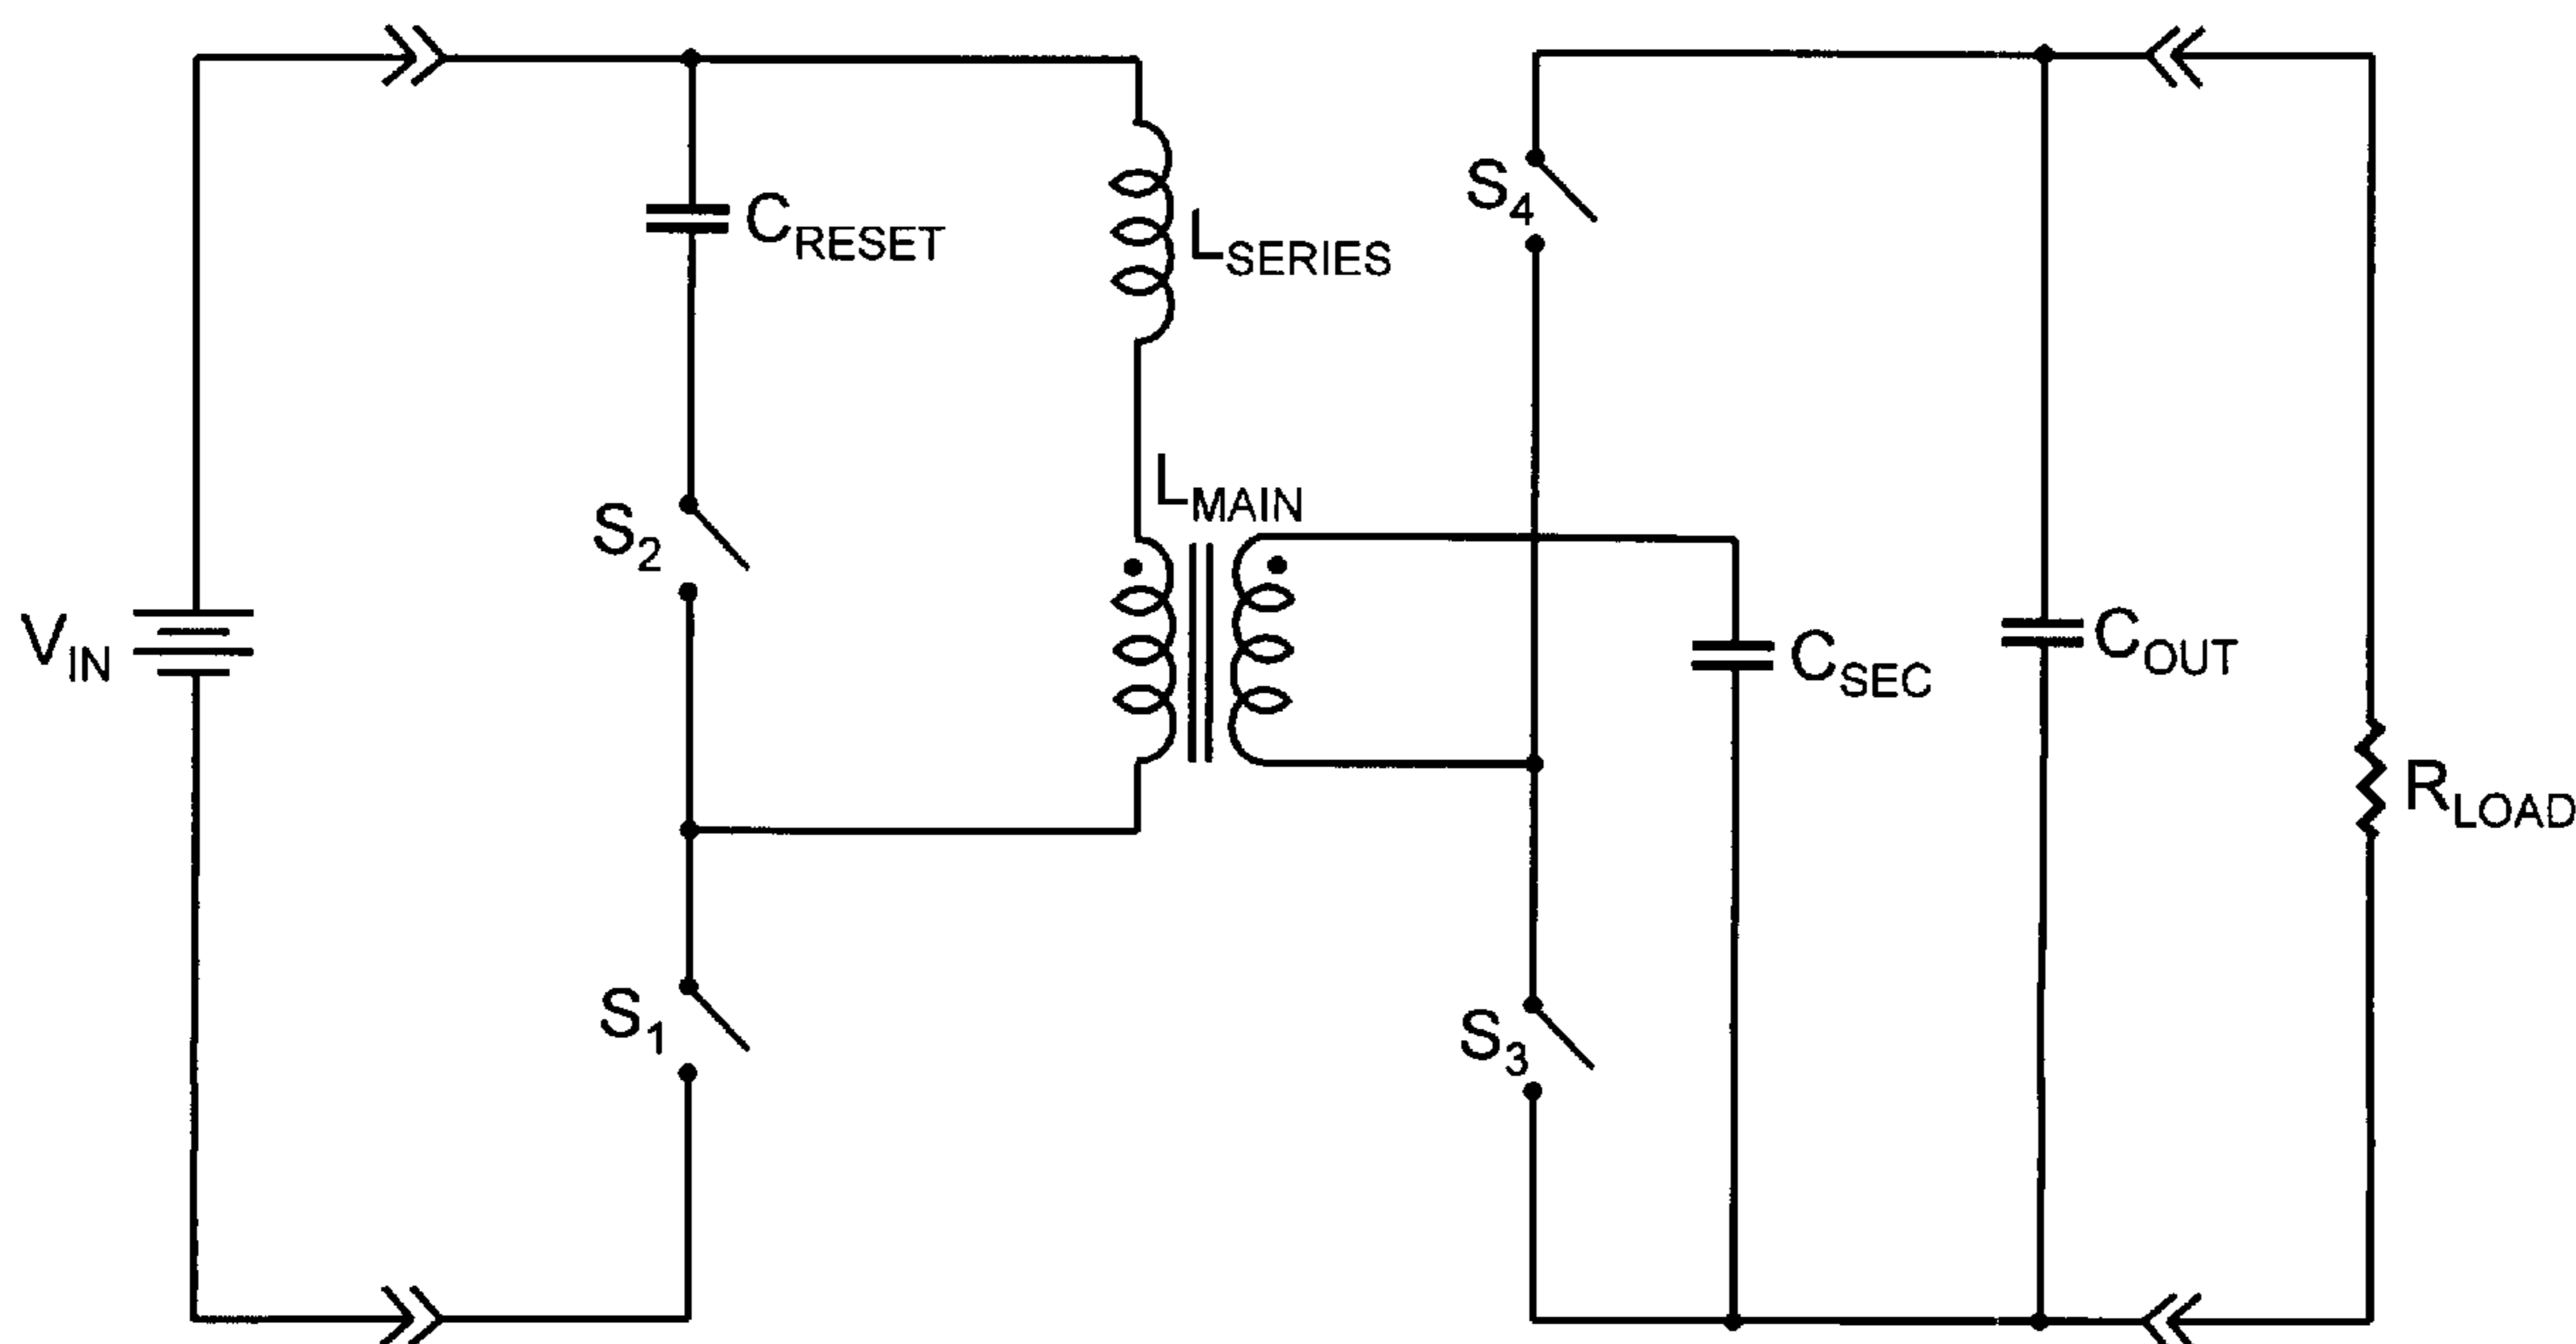 S4
CRESET
LSERIES
LMAIN
S2
VIN
CSEC
COUT
RLOAD
S1
S3